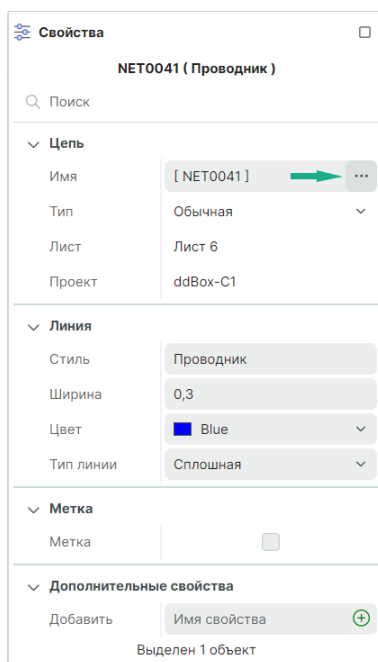 Свойства
NET0041 ( Проводник )
Поиск
Цепь
Имя [ NET0041 ] ...
Тип Обычная
Лист Лист 6
Проект ddBox-C1
Линия
Стиль Проводник
Ширина 0,3
Цвет Blue
Тип линии Сплошная
Метка
Метка
Дополнительные свойства
Добавить Имя свойства
Выделен 1 объект